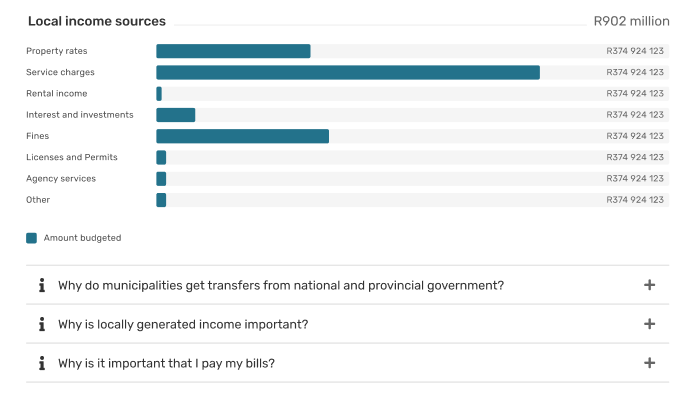 Local income sources R902 million
Property rates R374 924 123
Service charges R374 924 123
Rental income R374 924 123
Interest and investments R374 924 123
Fines R374 924 123
Licenses and Permits R374 924 123
Agency services R374 924 123
Other R374 924 123
Amount budgeted
Why do municipalities get transfers from national and provincial government?
Why is locally generated income important?
Why is it important that I pay my bills?